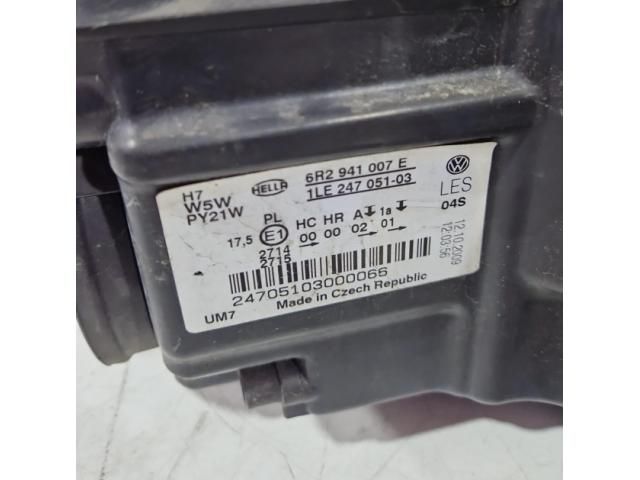 H7
W5W
PY21W
HELLA
6R2 941 007 E
1LE 247 051-03
VW
LES
04S
17,5
PL
E1
HC HR A 1a
00 00 02 01
2714
2715
24705103000066
Made in Czech Republic
UM7
12.10.2009
12:03:56